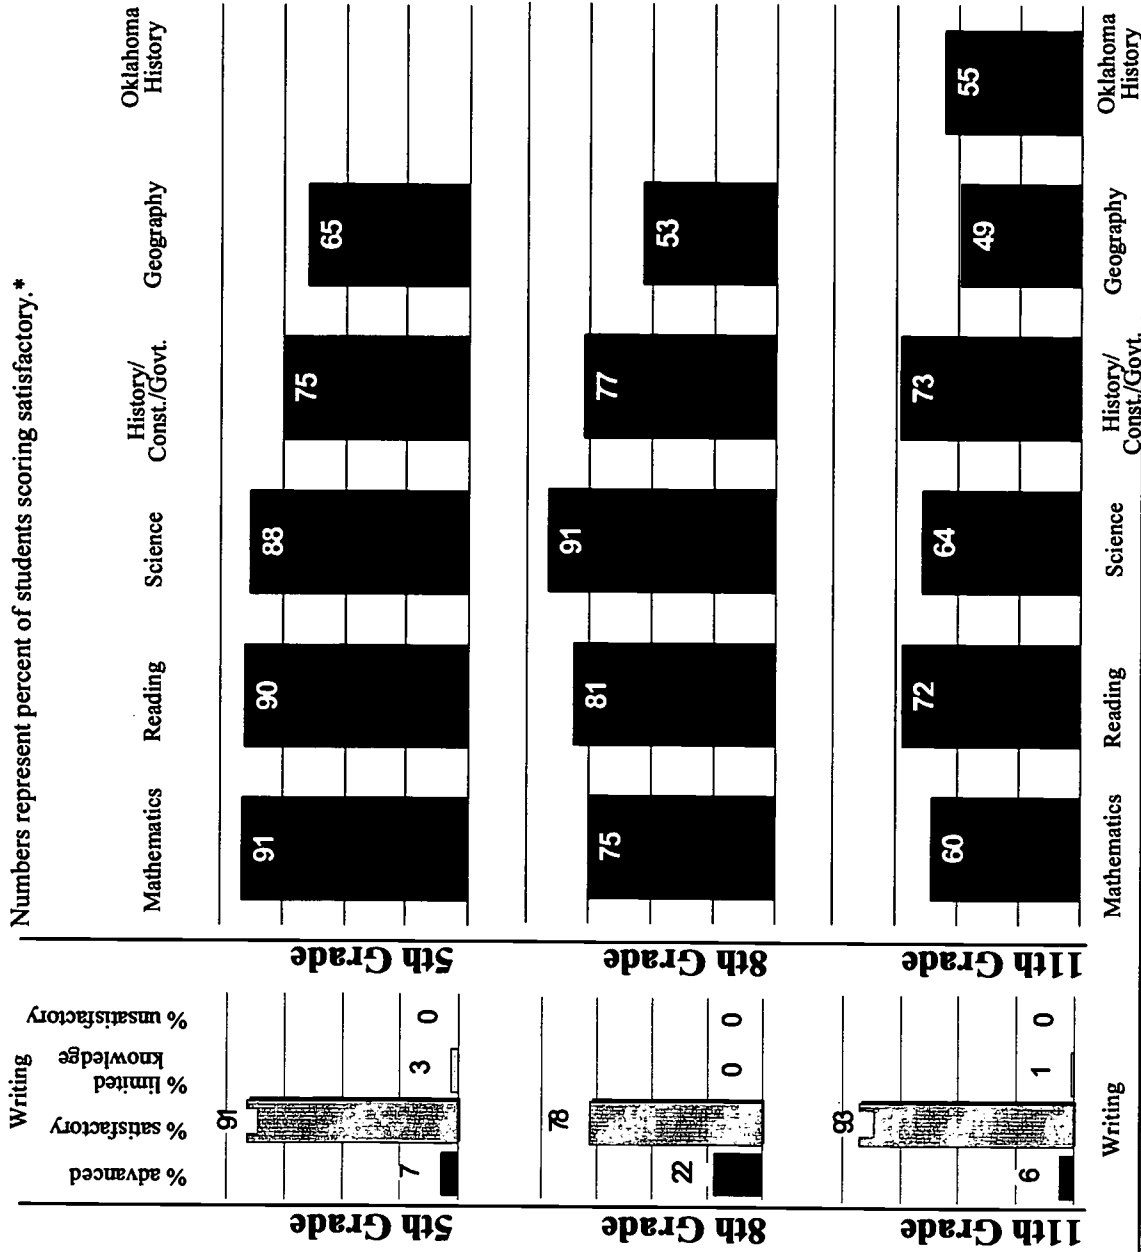 Numbers represent percent of students scoring satisfactory.*
Writing
% advanced
% satisfactory
% limited
knowledge
% unsatisfactory
Mathematics
Reading
Science
History/
Const./Govt.
Geography
Oklahoma
History
5th Grade
7
91
3
0
5th Grade
91
90
88
75
65
8th Grade
22
78
0
0
8th Grade
75
81
91
77
53
11th Grade
6
93
1
0
11th Grade
60
72
64
73
49
55
Writing
Mathematics
Reading
Science
History/
Const./Govt.
Geography
Oklahoma
History